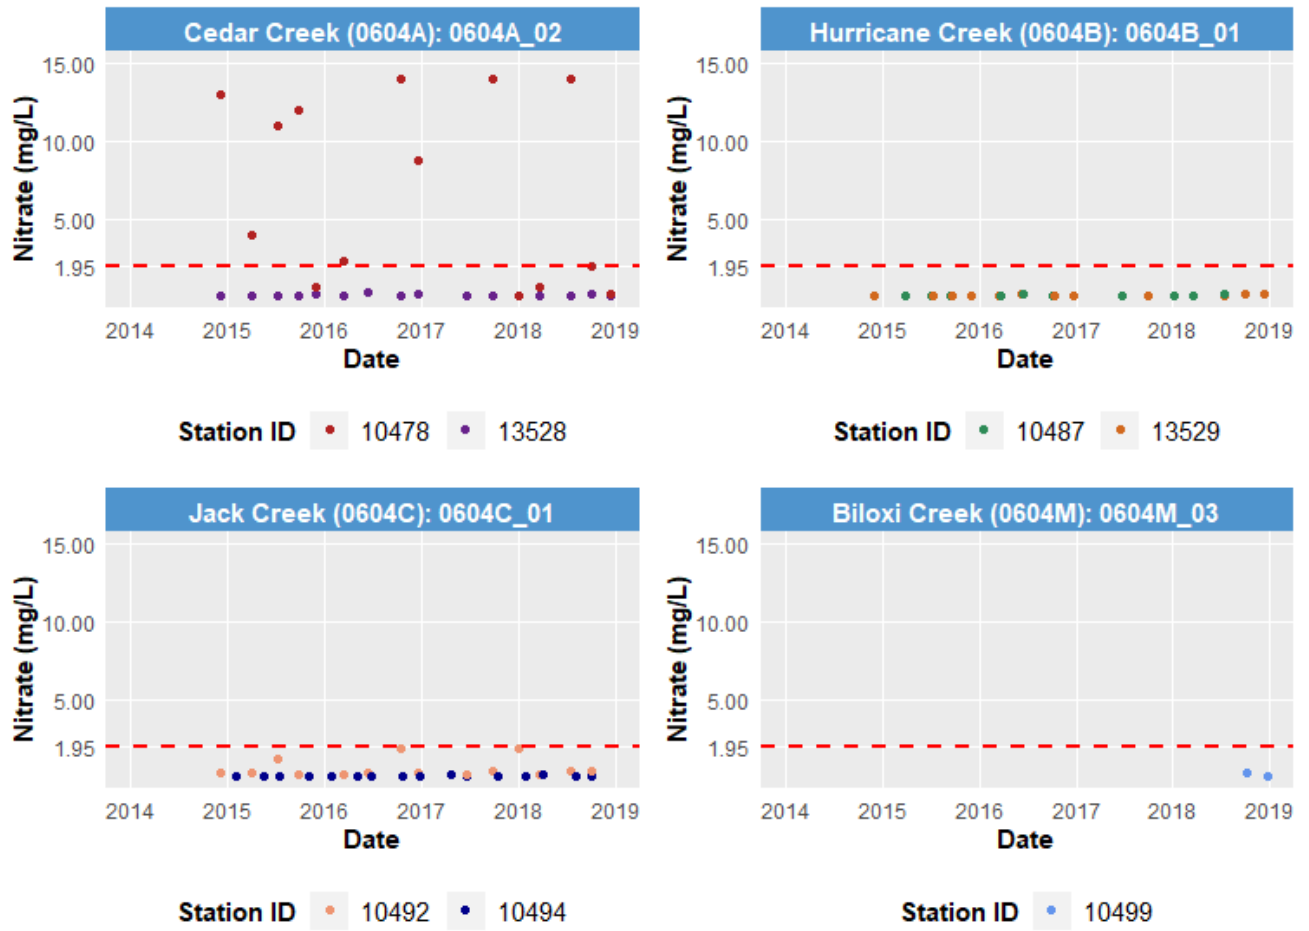 Cedar Creek (0604A): 0604A_02
Nitrate (mg/L)
15.00
10.00
5.00
1.95
2014 2015 2016 2017 2018 2019
Date
Station ID 10478 13528
Hurricane Creek (0604B): 0604B_01
Nitrate (mg/L)
15.00
10.00
5.00
1.95
2014 2015 2016 2017 2018 2019
Date
Station ID 10487 13529
Jack Creek (0604C): 0604C_01
Nitrate (mg/L)
15.00
10.00
5.00
1.95
2014 2015 2016 2017 2018 2019
Date
Station ID 10492 10494
Biloxi Creek (0604M): 0604M_03
Nitrate (mg/L)
15.00
10.00
5.00
1.95
2014 2015 2016 2017 2018 2019
Date
Station ID 10499